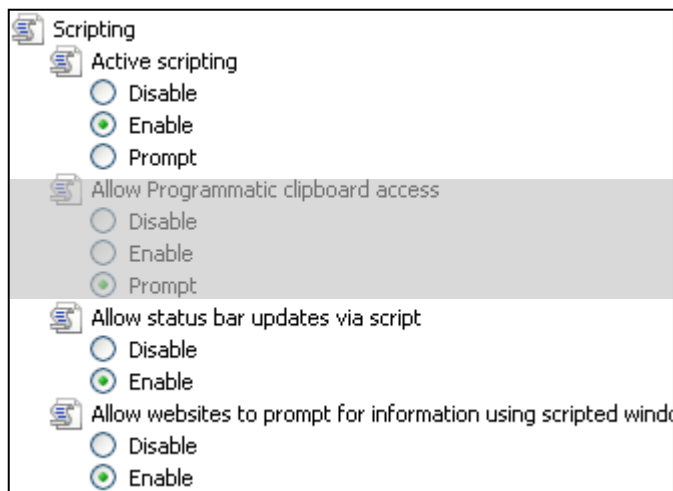 Scripting
Active scripting
Disable
Enable
Prompt
Allow Programmatic clipboard access
Disable
Enable
Prompt
Allow status bar updates via script
Disable
Enable
Allow websites to prompt for information using scripted windo
Disable
Enable